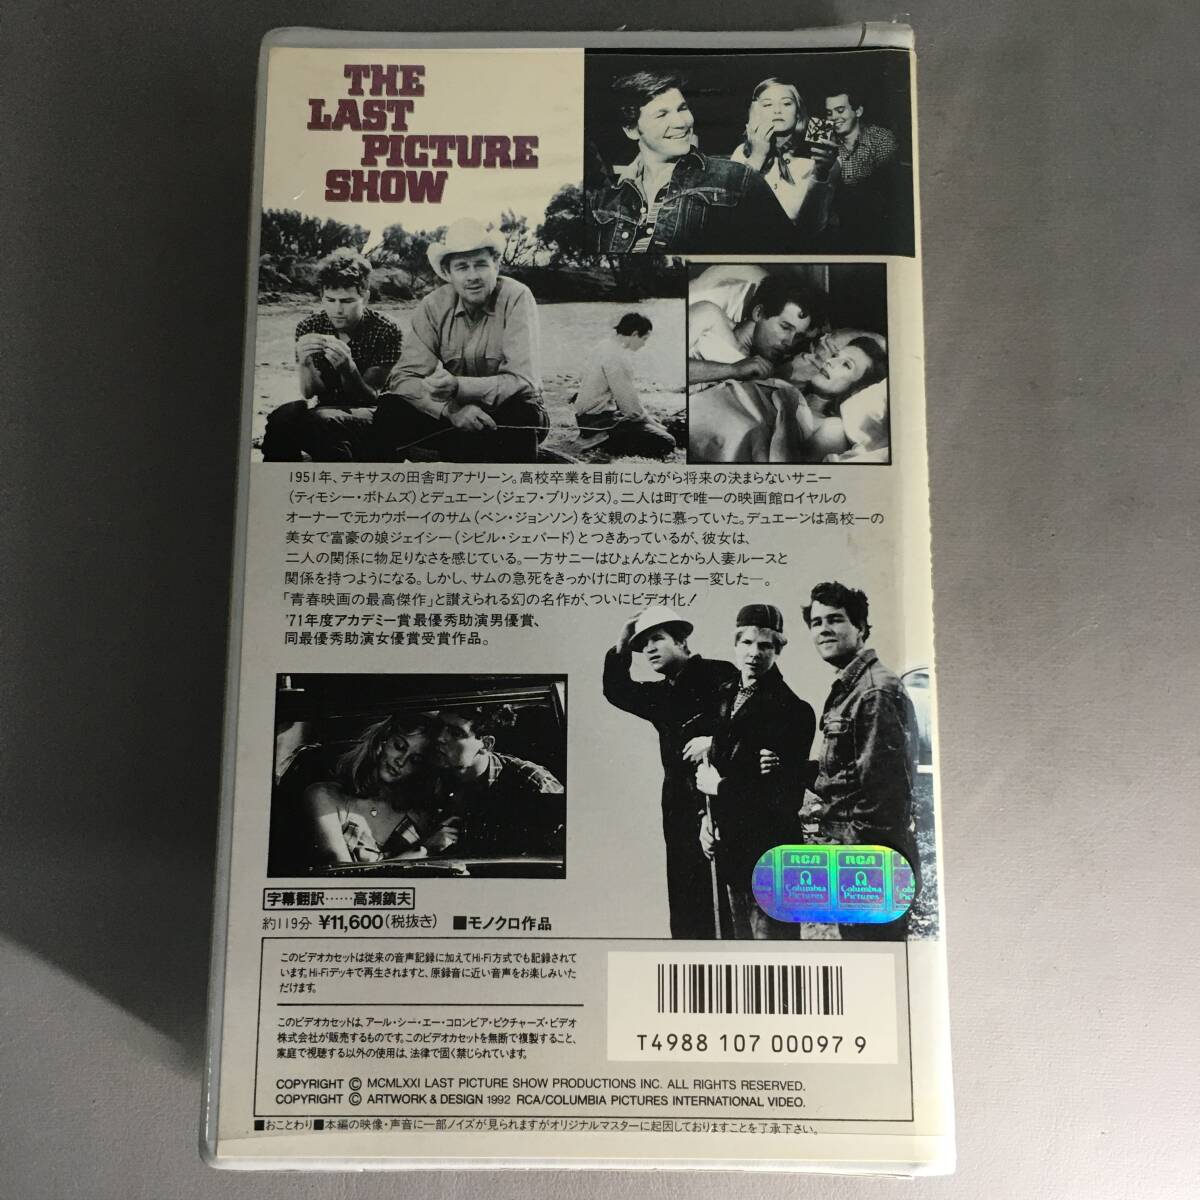 THE
LAST
PICTURE
SHOW
1951年、テキサスの田舎町アナリーン。高校卒業を目前にしながら将来の決まらないサニー
（ティモシー・ボトムズ）とデュエーン（ジェフ・ブリッジス）。二人は町で唯一の映画館ロイヤルの
オーナーで元カウボーイのサム（ベン・ジョンソン）を父親のように慕っていた。デュエーンは高校一の
美女で富豪の娘ジェイシー（シビル・シェパード）とつきあっているが、彼女は、
二人の関係に物足りなさを感じている。一方サニーはひょんなことから人妻ルースと
関係を持つようになる。しかし、サムの急死をきっかけに町の様子は一変した―。
「青春映画の最高傑作」と讃えられる幻の名作が、ついにビデオ化！
'71年度アカデミー賞最優秀助演男優賞、
同最優秀助演女優賞受賞作品。
字幕翻訳……高瀬鎮夫
約119分 ¥11,600（税抜き） ■モノクロ作品
RCA RCA
Columbia Pictures Columbia Pictures
このビデオカセットは従来の音声記録に加えてHi-Fi方式でも記録されて
います。Hi-Fiデッキで再生されますと、原録音に近い音声をお楽しみいた
だけます。
このビデオカセットは、アール・シー・エー・コロンビア・ピクチャーズ・ビデオ
株式会社が販売するものです。このビデオカセットを無断で複製すること、
家庭で視聴する以外の使用は、法律で固く禁じられています。
T4988 107 00097 9
COPYRIGHT © MCMLXXI LAST PICTURE SHOW PRODUCTIONS INC. ALL RIGHTS RESERVED.
COPYRIGHT © ARTWORK & DESIGN 1992 RCA/COLUMBIA PICTURES INTERNATIONAL VIDEO.
■おことわり■本編の映像・声音に一部ノイズが見られますがオリジナルマスターに起因しておりますことを了承下さい。